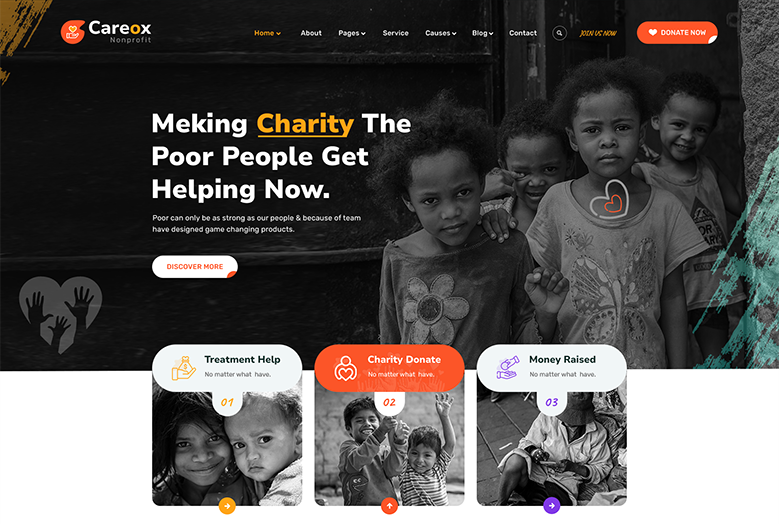 Careox
Nonprofit
Home
About
Pages
Service
Causes
Blog
Contact
JOIN US NOW
DONATE NOW
Meking Charity The
Poor People Get
Helping Now.
Poor can only be as strong as our people & because of team
have designed game changing products.
DISCOVER MORE
Treatment Help
No matter what have.
01
Charity Donate
No matter what have.
02
Money Raised
No matter what have.
03